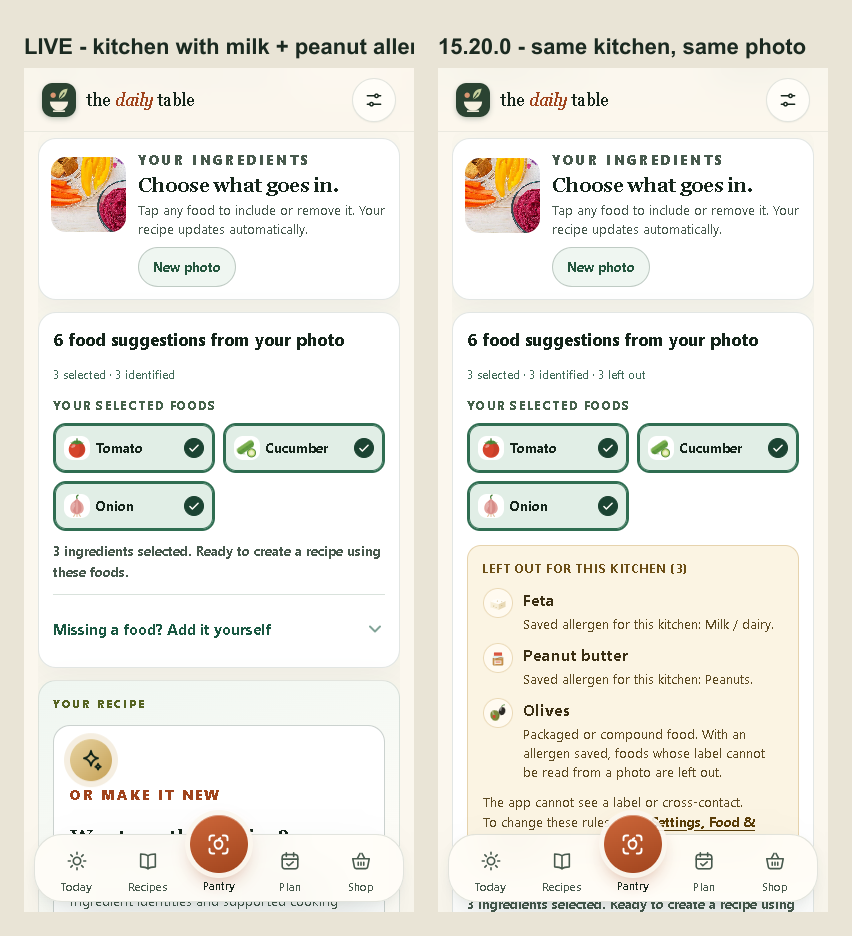 LIVE - kitchen with milk + peanut aller
the daily table
YOUR INGREDIENTS
Choose what goes in.
Tap any food to include or remove it. Your
recipe updates automatically.
New photo
6 food suggestions from your photo
3 selected · 3 identified
YOUR SELECTED FOODS
Tomato
Cucumber
Onion
3 ingredients selected. Ready to create a recipe using
these foods.
Missing a food? Add it yourself
YOUR RECIPE
OR MAKE IT NEW
Today
Recipes
Pantry
Plan
Shop
ingredient identities and supported cooking
15.20.0 - same kitchen, same photo
the daily table
YOUR INGREDIENTS
Choose what goes in.
Tap any food to include or remove it. Your
recipe updates automatically.
New photo
6 food suggestions from your photo
3 selected · 3 identified · 3 left out
YOUR SELECTED FOODS
Tomato
Cucumber
Onion
LEFT OUT FOR THIS KITCHEN (3)
Feta
Saved allergen for this kitchen: Milk / dairy.
Peanut butter
Saved allergen for this kitchen: Peanuts.
Olives
Packaged or compound food. With an
allergen saved, foods whose label cannot
be read from a photo are left out.
The app cannot see a label or cross-contact.
To change these rules Settings, Food &
Today
Recipes
Pantry
Plan
Shop
3 ingredients selected. Ready to create a recipe using